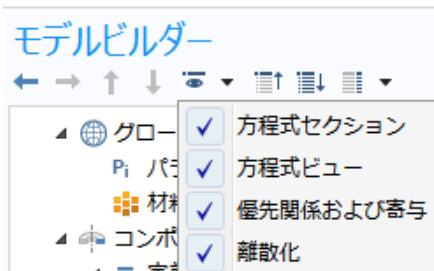 モデルビルダー
グロー
方程式セクション
Pi パラ
方程式ビュー
材料
優先関係および寄与
コンポ
離散化